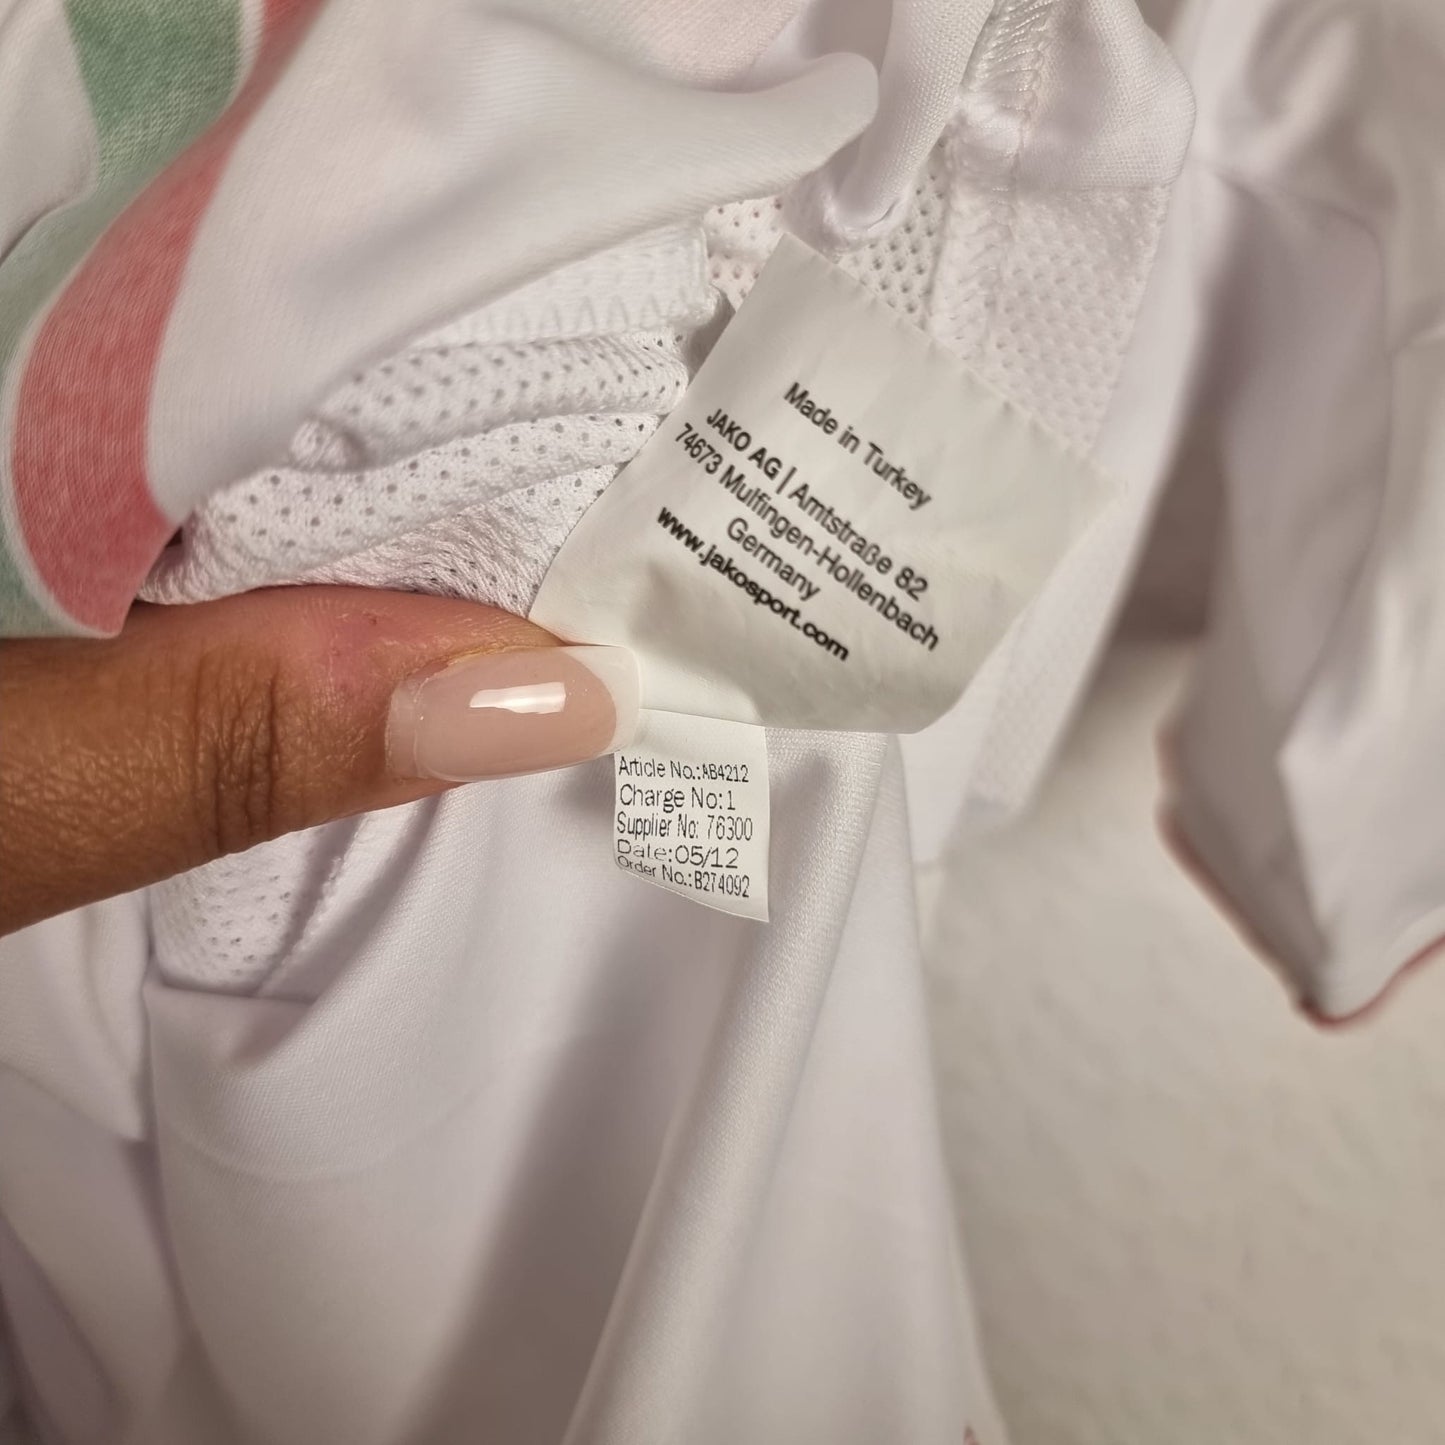 Made in Turkey
JAKO AG | Amtstraße 82
74673 Mulfingen-Hollenbach
Germany
www.jakosport.com
Article No.:AB4212
Charge No:1
Supplier No: 76300
Date:05/12
Order No.:B274092